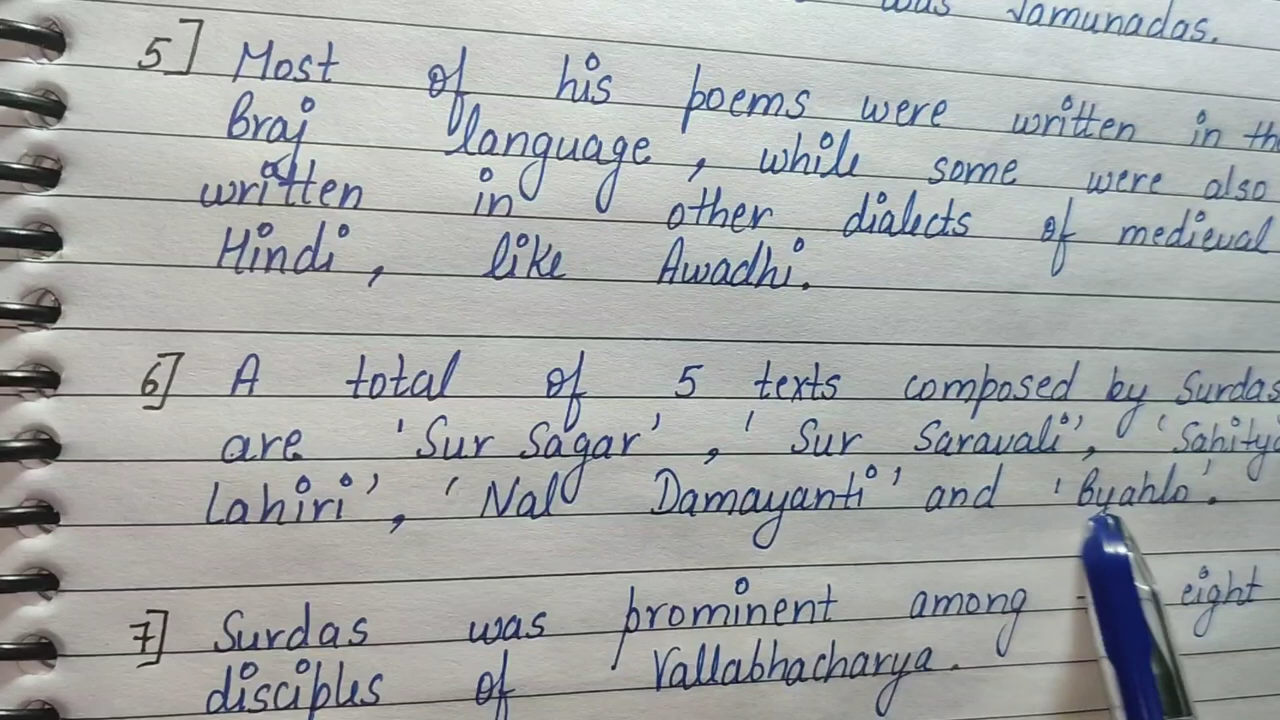 was Jamunadas.
5] Most of his poems were written in the
Braj language, while some were also
written in other dialects of medieval
Hindi, like Awadhi.
6] A total of 5 texts composed by Surdas
are 'Sur Sagar', 'Sur Saravali', 'Sahitya
Lahiri', 'Nal Damayanti' and 'Byahlo'.
7] Surdas was prominent among eight
disciples of Vallabhacharya.